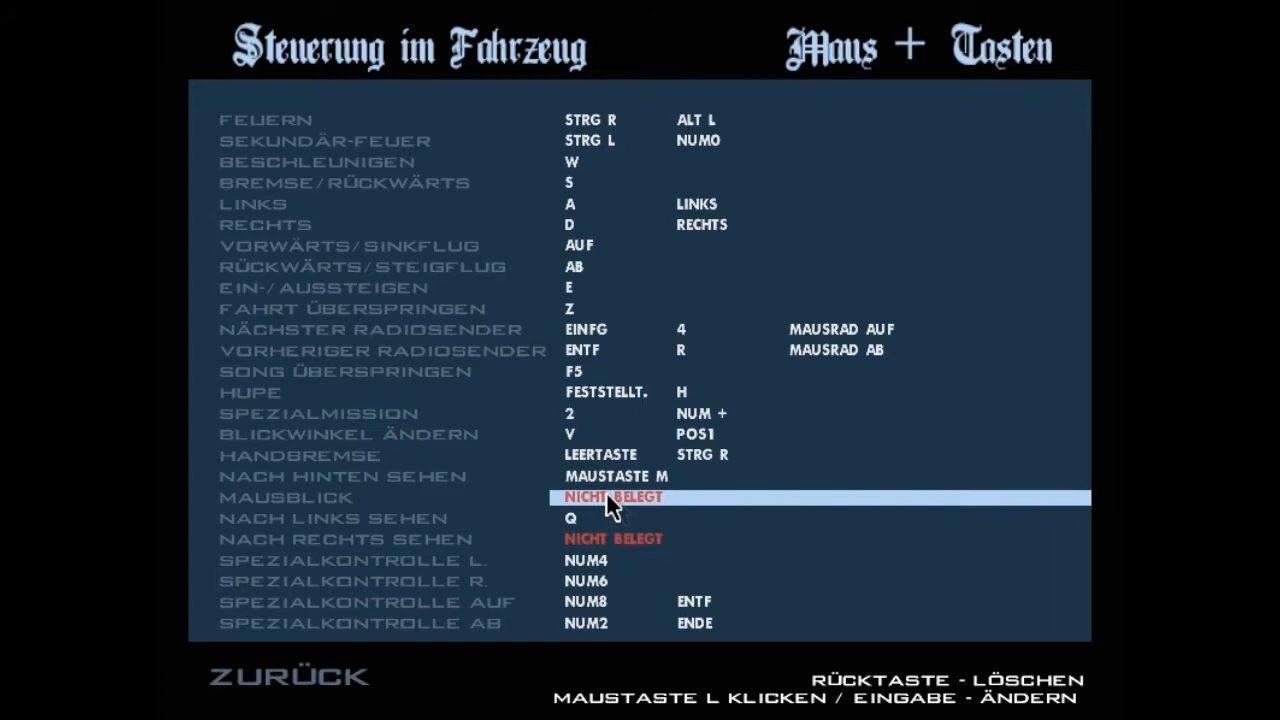 Steuerung im Fahrzeug Maus + Tasten
FEUERN STRG R ALT L
SEKUNDÄR-FEUER STRG L NUM0
BESCHLEUNIGEN W
BREMSE/RÜCKWÄRTS S
LINKS A LINKS
RECHTS D RECHTS
VORWÄRTS/SINKFLUG AUF
RÜCKWÄRTS/STEIGFLUG AB
EIN-/AUSSTEIGEN E
FAHRT ÜBERSPRINGEN Z
NÄCHSTER RADIOSENDER EINFG 4 MAUSRAD AUF
VORHERIGER RADIOSENDER ENTF R MAUSRAD AB
SONG ÜBERSPRINGEN F5
HUPE FESTSTELLT. H
SPEZIALMISSION 2 NUM +
BLICKWINKEL ÄNDERN V POS1
HANDBREMSE LEERTASTE STRG R
NACH HINTEN SEHEN MAUSTASTE M
MAUSBLICK NICHT BELEGT
NACH LINKS SEHEN Q
NACH RECHTS SEHEN NICHT BELEGT
SPEZIALKONTROLLE L. NUM4
SPEZIALKONTROLLE R. NUM6
SPEZIALKONTROLLE AUF NUM8 ENTF
SPEZIALKONTROLLE AB NUM2 ENDE
ZURÜCK
RÜCKTASTE - LÖSCHEN
MAUSTASTE L KLICKEN / EINGABE - ÄNDERN